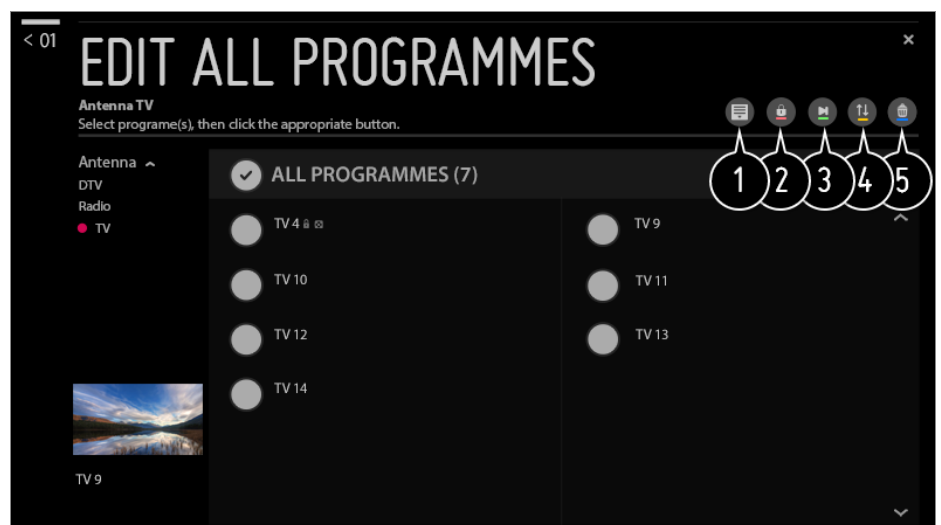 < 01
EDIT ALL PROGRAMMES
×
Antenna TV
Select programe(s), then click the appropriate button.
1 2 3 4 5
Antenna
DTV
Radio
TV
ALL PROGRAMMES (7)
TV 4
TV 9
TV 10
TV 11
TV 12
TV 13
TV 14
TV 9